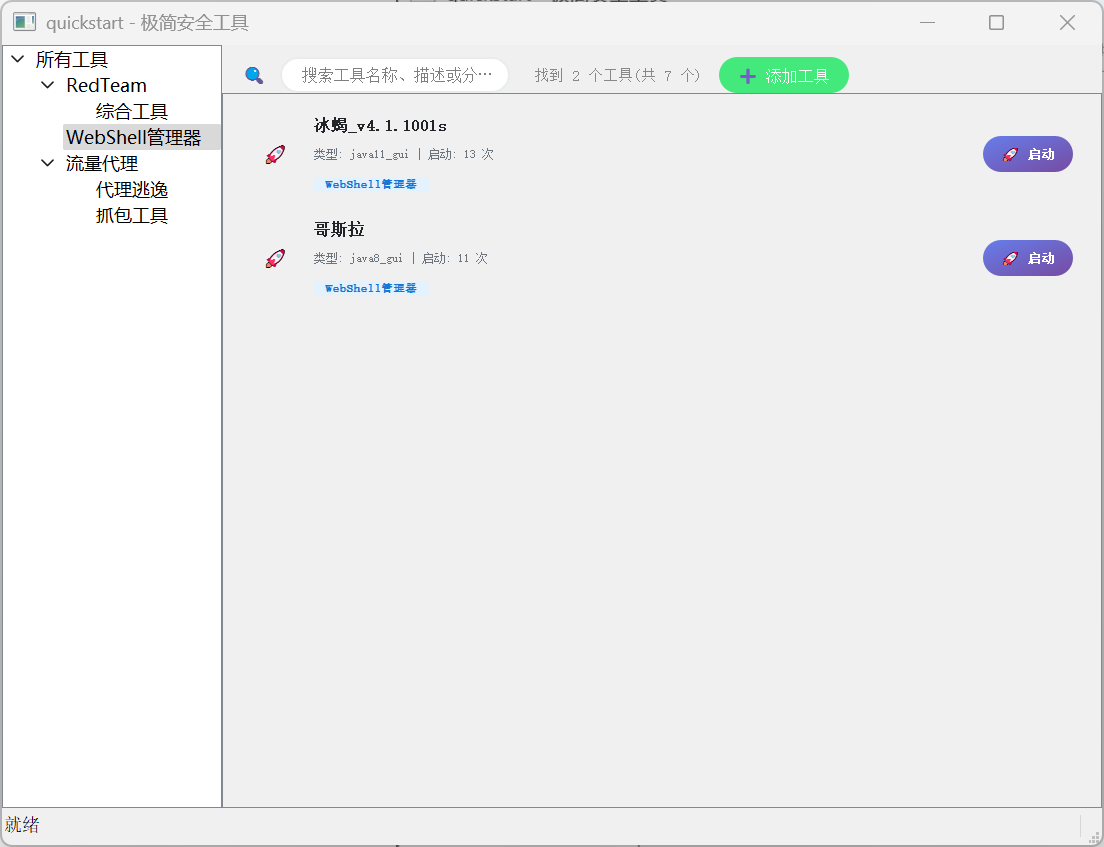 quickstart - 极简安全工具
所有工具
RedTeam
综合工具
WebShell管理器
流量代理
代理逃逸
抓包工具
搜索工具名称、描述或分…
找到 2 个工具(共 7 个)
添加工具
冰蝎_v4.1.1001s
类型: java11_gui | 启动: 13 次
WebShell管理器
启动
哥斯拉
类型: java8_gui | 启动: 11 次
WebShell管理器
启动
就绪